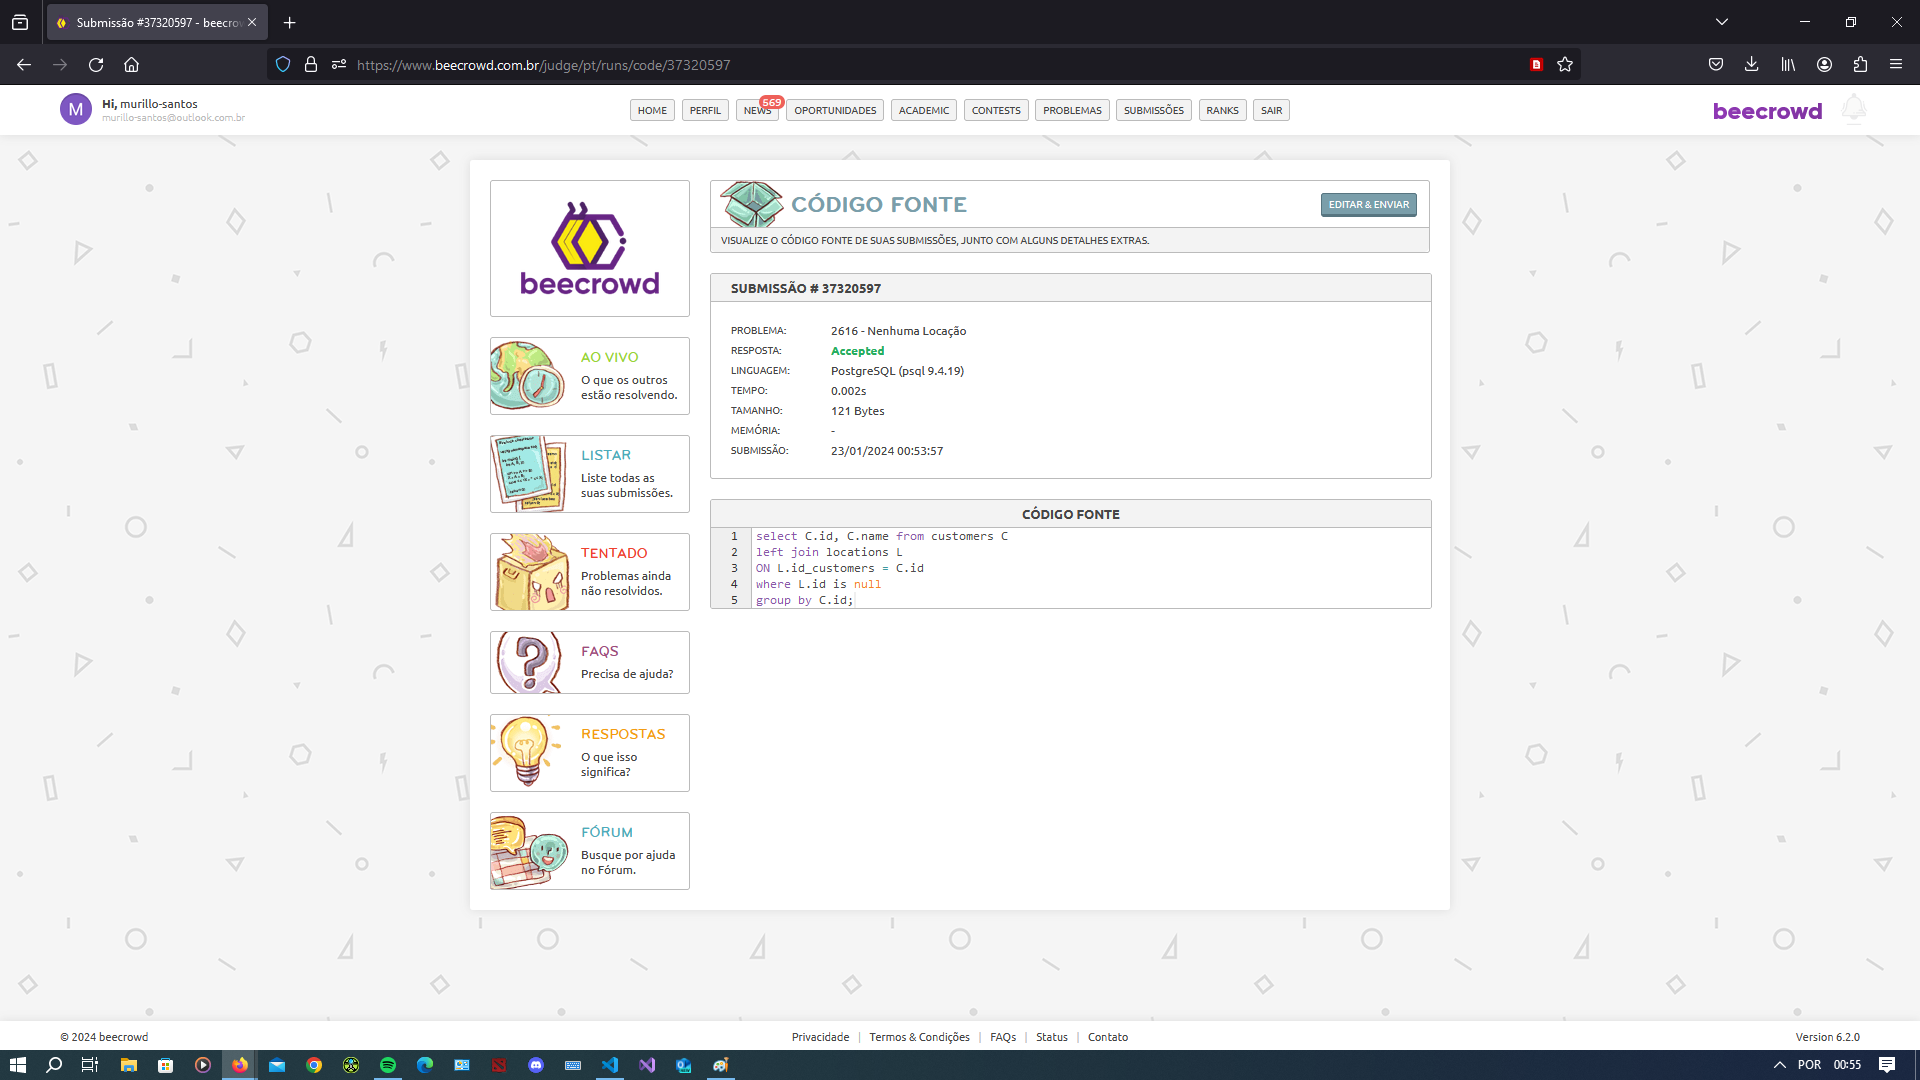 Submissão #37320597 - beecrow
https://www.beecrowd.com.br/judge/pt/runs/code/37320597
M
Hi, murillo-santos
murillo-santos@outlook.com.br
HOME
PERFIL
NEWS
569
OPORTUNIDADES
ACADEMIC
CONTESTS
PROBLEMAS
SUBMISSÕES
RANKS
SAIR
beecrowd
beecrowd
AO VIVO
O que os outros
estão resolvendo.
LISTAR
Liste todas as
suas submissões.
TENTADO
Problemas ainda
não resolvidos.
FAQS
Precisa de ajuda?
RESPOSTAS
O que isso
significa?
FÓRUM
Busque por ajuda
no Fórum.
CÓDIGO FONTE
EDITAR & ENVIAR
VISUALIZE O CÓDIGO FONTE DE SUAS SUBMISSÕES, JUNTO COM ALGUNS DETALHES EXTRAS.
SUBMISSÃO # 37320597
PROBLEMA: 2616 - Nenhuma Locação
RESPOSTA: Accepted
LINGUAGEM: PostgreSQL (psql 9.4.19)
TEMPO: 0.002s
TAMANHO: 121 Bytes
MEMÓRIA: -
SUBMISSÃO: 23/01/2024 00:53:57
CÓDIGO FONTE
1 select C.id, C.name from customers C
2 left join locations L
3 ON L.id_customers = C.id
4 where L.id is null
5 group by C.id;
© 2024 beecrowd
Privacidade | Termos & Condições | FAQs | Status | Contato
Version 6.2.0
POR 00:55